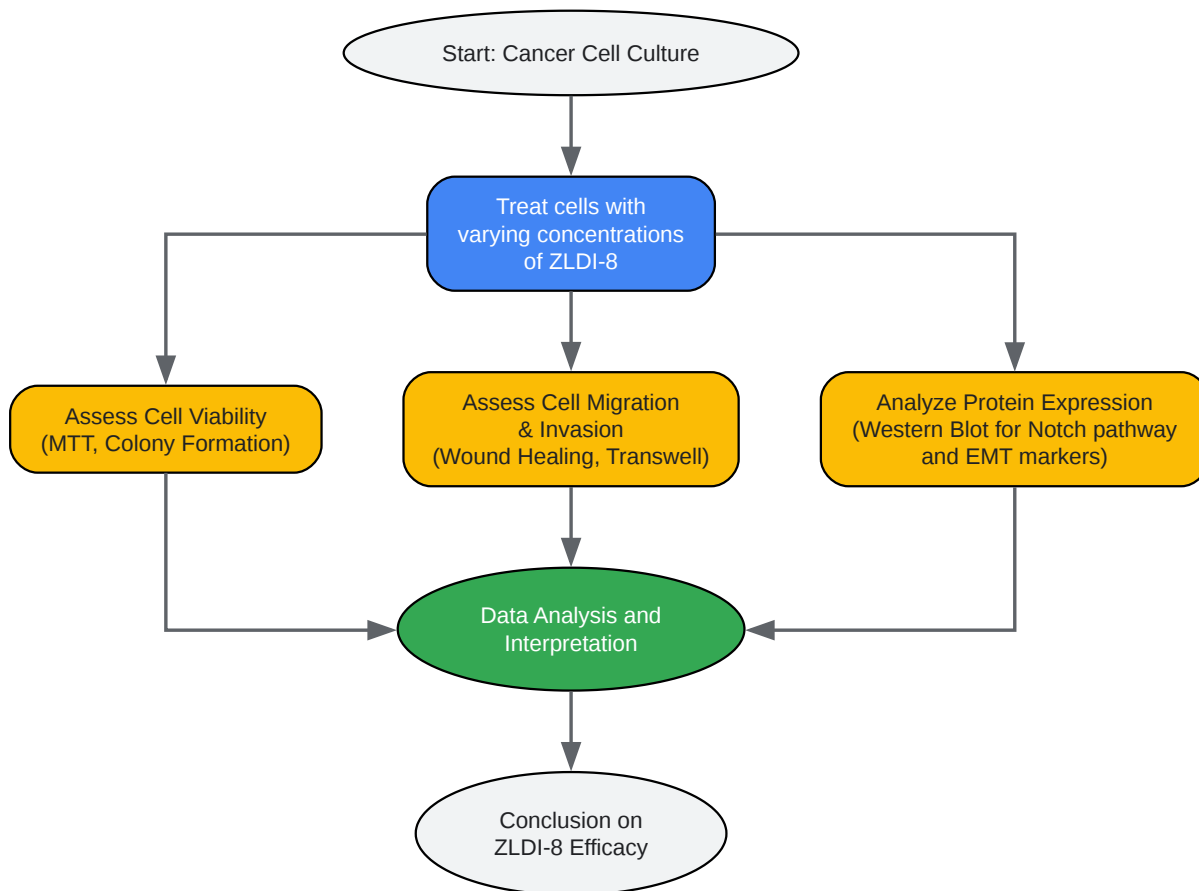 Start: Cancer Cell Culture
Treat cells with
varying concentrations
of ZLDI-8
Assess Cell Viability
(MTT, Colony Formation)
Assess Cell Migration
& Invasion
(Wound Healing, Transwell)
Analyze Protein Expression
(Western Blot for Notch pathway
and EMT markers)
Data Analysis and
Interpretation
Conclusion on
ZLDI-8 Efficacy